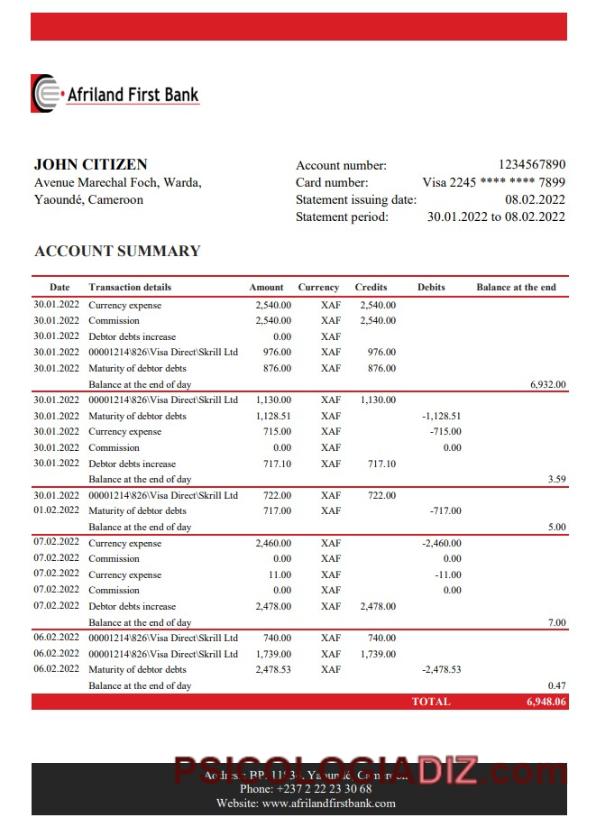 Afriland First Bank
JOHN CITIZEN
Avenue Marechal Foch, Warda,
Yaoundé, Cameroon
Account number: 1234567890
Card number: Visa 2245 **** **** 7899
Statement issuing date: 08.02.2022
Statement period: 30.01.2022 to 08.02.2022
ACCOUNT SUMMARY
Date Transaction details Amount Currency Credits Debits Balance at the end
30.01.2022 Currency expense 2,540.00 XAF 2,540.00
30.01.2022 Commission 2,540.00 XAF 2,540.00
30.01.2022 Debtor debts increase 0.00 XAF
30.01.2022 00001214\826\Visa Direct\Skrill Ltd 976.00 XAF 976.00
30.01.2022 Maturity of debtor debts 876.00 XAF 876.00
Balance at the end of day 6,932.00
30.01.2022 00001214\826\Visa Direct\Skrill Ltd 1,130.00 XAF 1,130.00
30.01.2022 Maturity of debtor debts 1,128.51 XAF -1,128.51
30.01.2022 Currency expense 715.00 XAF -715.00
30.01.2022 Commission 0.00 XAF 0.00
30.01.2022 Debtor debts increase 717.10 XAF 717.10
Balance at the end of day 3.59
30.01.2022 00001214\826\Visa Direct\Skrill Ltd 722.00 XAF 722.00
01.02.2022 Maturity of debtor debts 717.00 XAF -717.00
Balance at the end of day 5.00
07.02.2022 Currency expense 2,460.00 XAF -2,460.00
07.02.2022 Commission 0.00 XAF 0.00
07.02.2022 Currency expense 11.00 XAF -11.00
07.02.2022 Commission 0.00 XAF 0.00
07.02.2022 Debtor debts increase 2,478.00 XAF 2,478.00
Balance at the end of day 7.00
06.02.2022 00001214\826\Visa Direct\Skrill Ltd 740.00 XAF 740.00
06.02.2022 00001214\826\Visa Direct\Skrill Ltd 1,739.00 XAF 1,739.00
06.02.2022 Maturity of debtor debts 2,478.53 XAF -2,478.53
Balance at the end of day 0.47
TOTAL 6,948.06
PSICOLOGIADIZ.com
Yaoundé, Cameroon
Phone: +237 2 22 23 30 68
Website: www.afrilandfirstbank.com